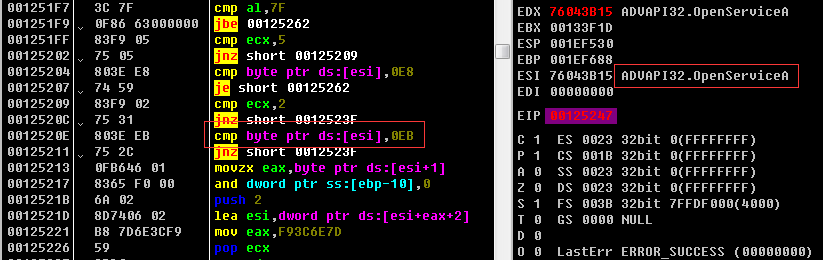 001251F7 3C 7F cmp al,7F
001251F9 0F86 63000000 jbe 00125262
001251FF 83F9 05 cmp ecx,5
00125202 75 05 jnz short 00125209
00125204 803E E8 cmp byte ptr ds:[esi],0E8
00125207 74 59 je short 00125262
00125209 83F9 02 cmp ecx,2
0012520C 75 31 jnz short 0012523F
0012520E 803E EB cmp byte ptr ds:[esi],0EB
00125211 75 2C jnz short 0012523F
00125213 0FB646 01 movzx eax,byte ptr ds:[esi+1]
00125217 8365 F0 00 and dword ptr ss:[ebp-10],0
0012521B 6A 02 push 2
0012521D 8D7406 02 lea esi,dword ptr ds:[esi+eax+2]
00125221 B8 7D6E3CF9 mov eax,F93C6E7D
00125226 59 pop ecx
EDX 76043B15 ADVAPI32.OpenServiceA
EBX 00133F1D
ESP 001EF530
EBP 001EF688
ESI 76043B15 ADVAPI32.OpenServiceA
EDI 00000000
EIP 00125247
C 1 ES 0023 32bit 0(FFFFFFFF)
P 1 CS 001B 32bit 0(FFFFFFFF)
A 0 SS 0023 32bit 0(FFFFFFFF)
Z 0 DS 0023 32bit 0(FFFFFFFF)
S 1 FS 003B 32bit 7FFDF000(4000)
T 0 GS 0000 NULL
D 0
O 0 LastErr ERROR_SUCCESS (00000000)